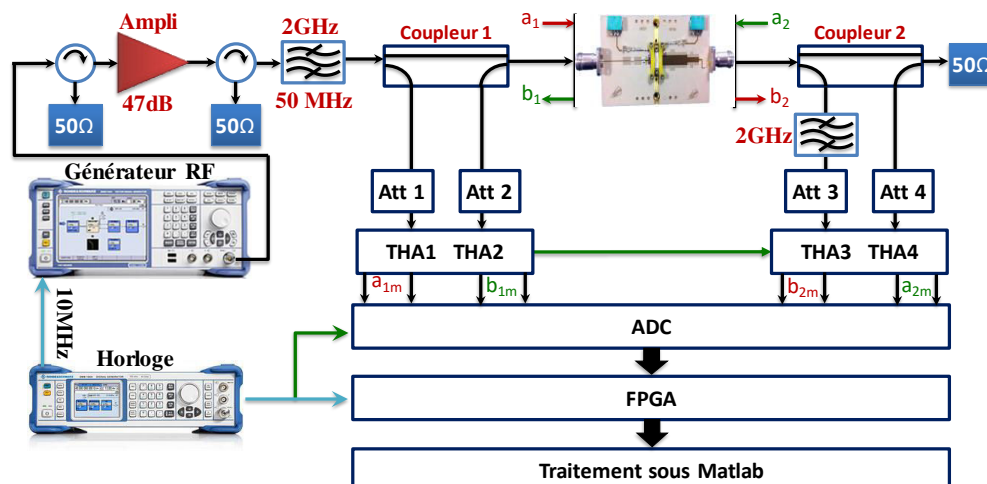 Ampli
47dB
50Ω
50Ω
2GHz
50 MHz
Coupleur 1
a1
b1
a2
b2
Coupleur 2
50Ω
2GHz
Générateur RF
Att 1
Att 2
Att 3
Att 4
THA1 THA2
THA3 THA4
a1m
b1m
b2m
a2m
10MHz
Horloge
ADC
FPGA
Traitement sous Matlab